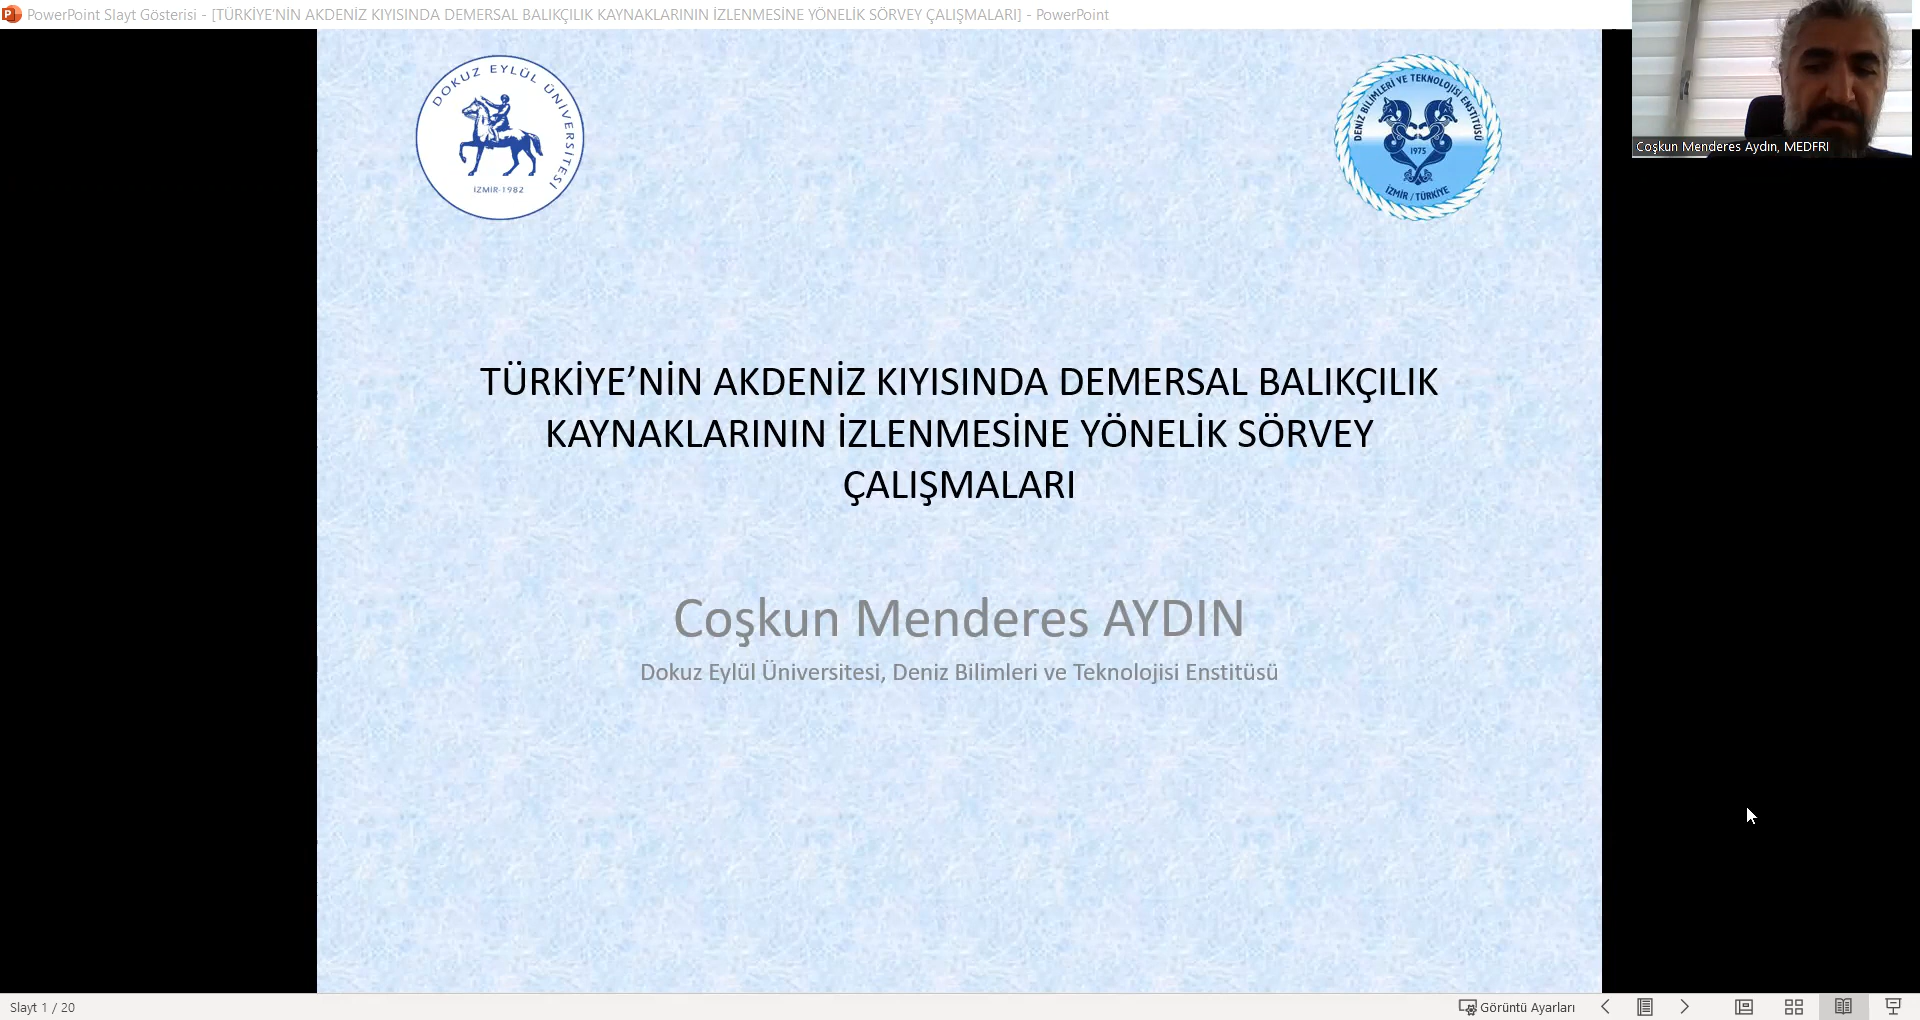 PowerPoint Slayt Gösterisi - [TÜRKİYE'NİN AKDENİZ KIYISINDA DEMERSAL BALIKÇILIK KAYNAKLARININ İZLENMESİNE YÖNELİK SÖRVEY ÇALIŞMALARI] - PowerPoint
DOKUZ EYLÜL ÜNİVERSİTESİ
İZMİR-1982
DENİZ BİLİMLERİ VE TEKNOLOJİSİ ENSTİTÜSÜ
1975
İZMİR / TÜRKİYE
Coşkun Menderes Aydın, MEDFRI
TÜRKİYE’NİN AKDENİZ KIYISINDA DEMERSAL BALIKÇILIK
KAYNAKLARININ İZLENMESİNE YÖNELİK SÖRVEY
ÇALIŞMALARI
Coşkun Menderes AYDIN
Dokuz Eylül Üniversitesi, Deniz Bilimleri ve Teknolojisi Enstitüsü
Slayt 1 / 20
Görüntü Ayarları